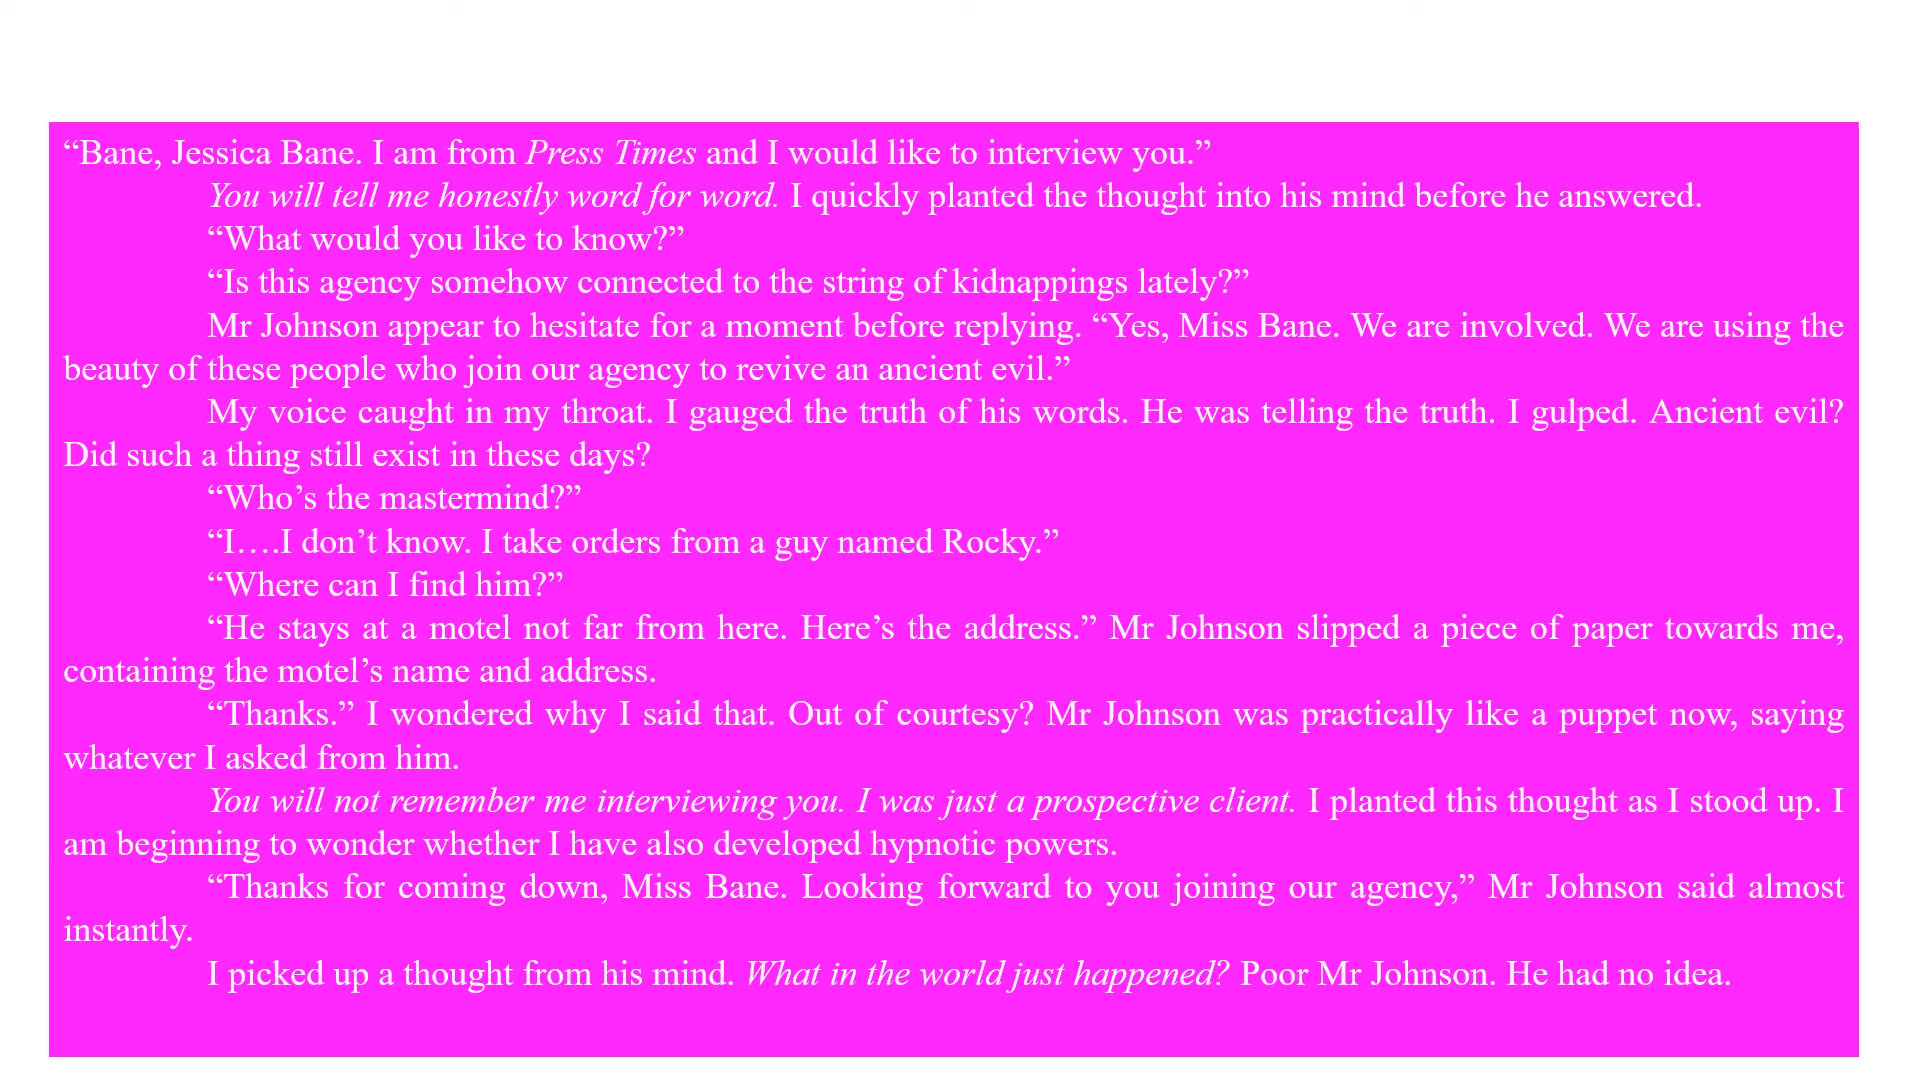 “Bane, Jessica Bane. I am from Press Times and I would like to interview you.”
You will tell me honestly word for word. I quickly planted the thought into his mind before he answered.
“What would you like to know?”
“Is this agency somehow connected to the string of kidnappings lately?”
Mr Johnson appear to hesitate for a moment before replying. “Yes, Miss Bane. We are involved. We are using the
beauty of these people who join our agency to revive an ancient evil.”
My voice caught in my throat. I gauged the truth of his words. He was telling the truth. I gulped. Ancient evil?
Did such a thing still exist in these days?
“Who’s the mastermind?”
“I….I don’t know. I take orders from a guy named Rocky.”
“Where can I find him?”
“He stays at a motel not far from here. Here’s the address.” Mr Johnson slipped a piece of paper towards me,
containing the motel’s name and address.
“Thanks.” I wondered why I said that. Out of courtesy? Mr Johnson was practically like a puppet now, saying
whatever I asked from him.
You will not remember me interviewing you. I was just a prospective client. I planted this thought as I stood up. I
am beginning to wonder whether I have also developed hypnotic powers.
“Thanks for coming down, Miss Bane. Looking forward to you joining our agency,” Mr Johnson said almost
instantly.
I picked up a thought from his mind. What in the world just happened? Poor Mr Johnson. He had no idea.